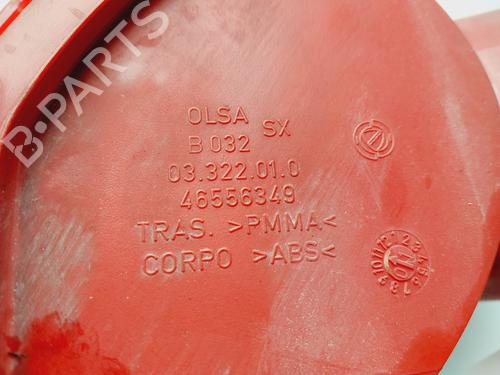 B-PARTS
OLSA SX
B 032
03.322.01.0
46556349
TRAS. >PMMA<
CORPO >ABS<